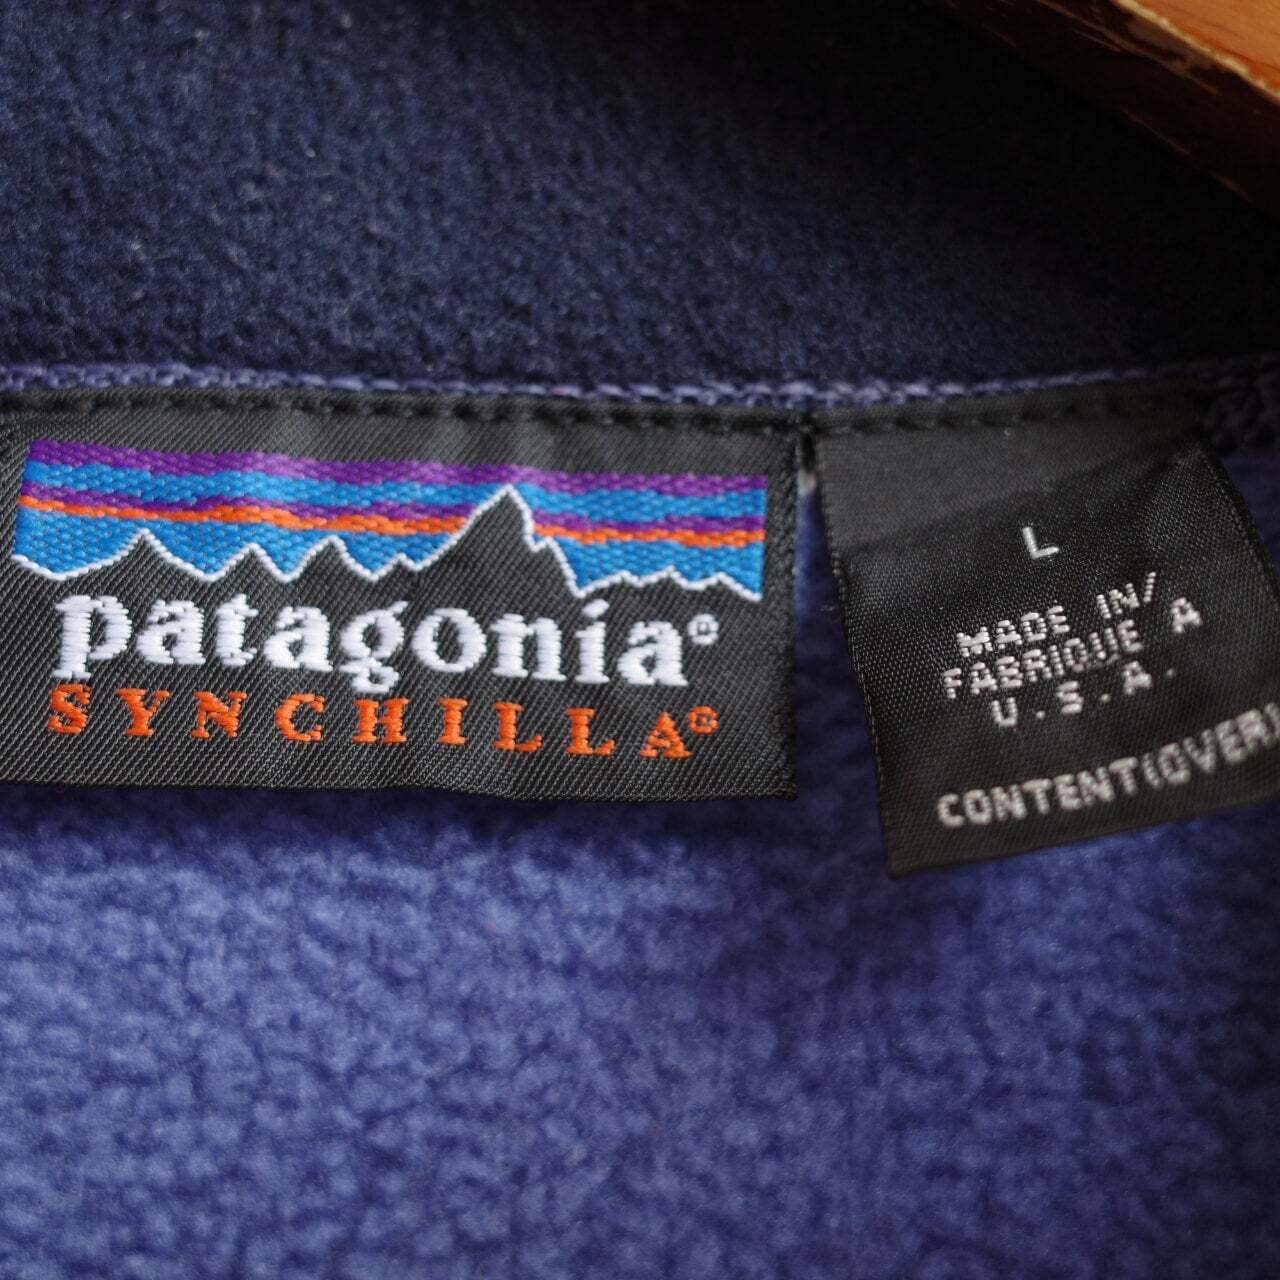 patagonia®
SYNCHILLA®
L
MADE IN/
FABRIQUE A
U.S.A.
CONTENT(OVER)